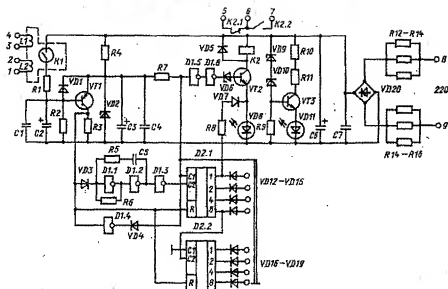 5 6 7
K2.1 K2.2
4
3
2
1
K1
R4
VD5
K2
VD9
R10
VD10
R11
R12-R14
8
R1
VD1
VT1
R7
D1.5
D1.6
VD6
VT2
VD7
VT3
VD20
220
C1
C2
R2
R3
VD2
C3
C4
R8
VD8
R9
VD11
C6
C7
9
R14-R16
R5
C5
D2.1
VD3
D1.1
D1.2
D1.3
C1
C2
1
2
4
8
R
VD12-VD15
R6
D1.4
VD4
D2.2
C1
C2
1
2
4
8
R
VD16-VD19